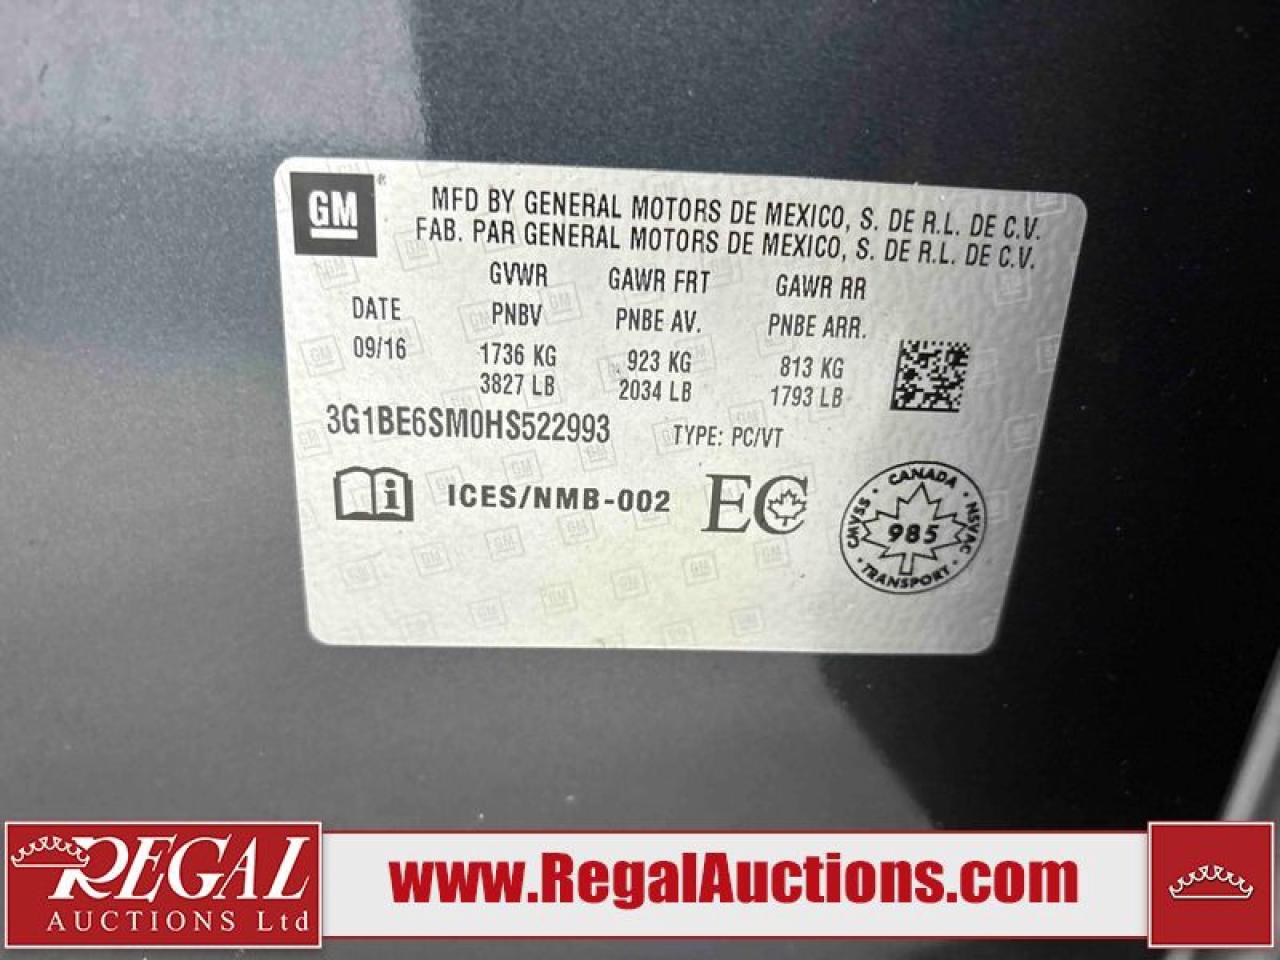 GM
®
MFD BY GENERAL MOTORS DE MEXICO, S. DE R.L. DE C.V.
FAB. PAR GENERAL MOTORS DE MEXICO, S. DE R.L. DE C.V.
GVWR GAWR FRT GAWR RR
DATE PNBV PNBE AV. PNBE ARR.
09/16 1736 KG 923 KG 813 KG
3827 LB 2034 LB 1793 LB
3G1BE6SM0HS522993 TYPE: PC/VT
i ICES/NMB-002 EC
CANADA
CMVSS 985 NSVAC
TRANSPORT
REGAL
AUCTIONS Ltd
www.RegalAuctions.com